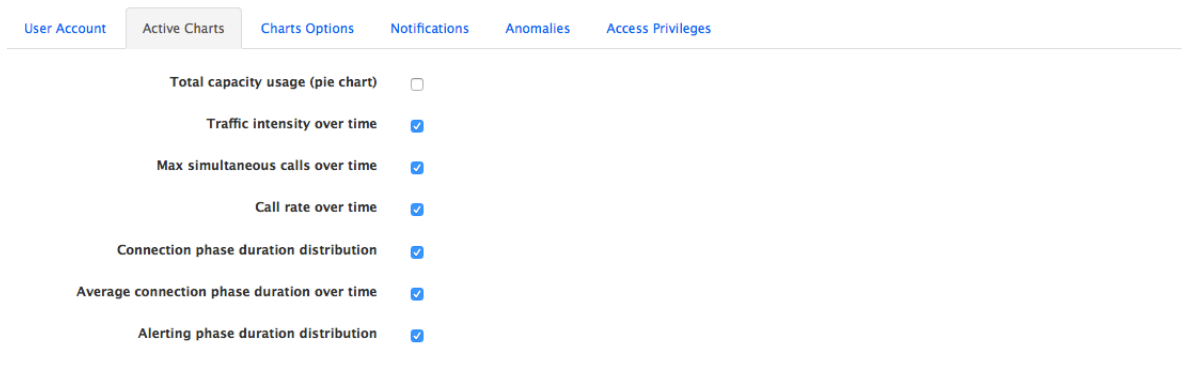 User Account Active Charts Charts Options Notifications Anomalies Access Privileges
Total capacity usage (pie chart)
Traffic intensity over time
Max simultaneous calls over time
Call rate over time
Connection phase duration distribution
Average connection phase duration over time
Alerting phase duration distribution